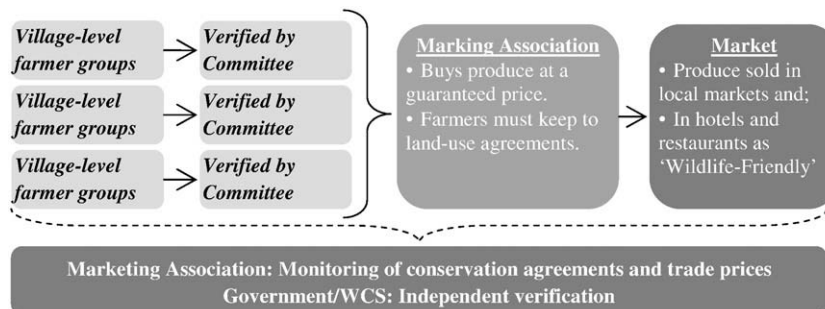 Village-level
farmer groups
Verified by
Committee
Village-level
farmer groups
Verified by
Committee
Village-level
farmer groups
Verified by
Committee
Marking Association
• Buys produce at a
guaranteed price.
• Farmers must keep to
land-use agreements.
Market
• Produce sold in
local markets and;
• In hotels and
restaurants as
‘Wildlife-Friendly’
Marketing Association: Monitoring of conservation agreements and trade prices
Government/WCS: Independent verification